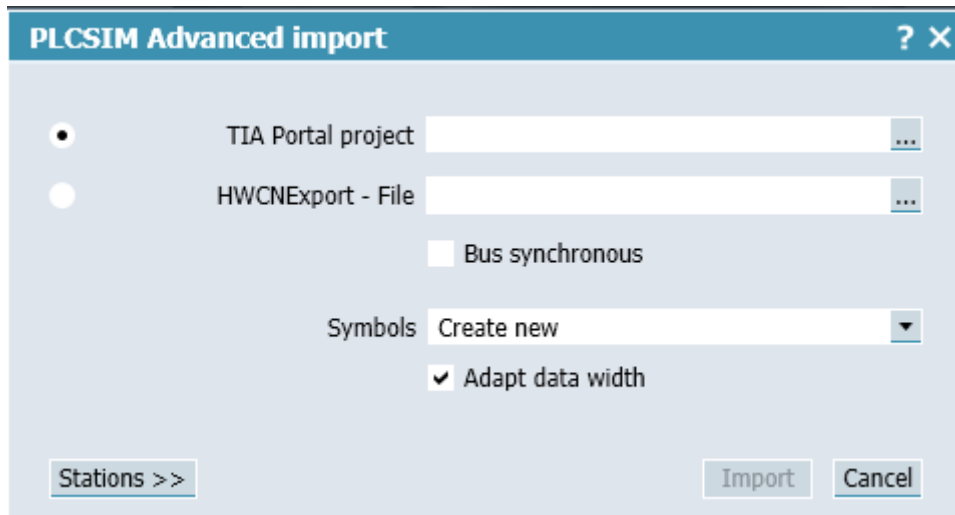 PLCSIM Advanced import ? ×
TIA Portal project ...
HWCNExport - File ...
Bus synchronous
Symbols Create new
Adapt data width
Stations >> Import Cancel